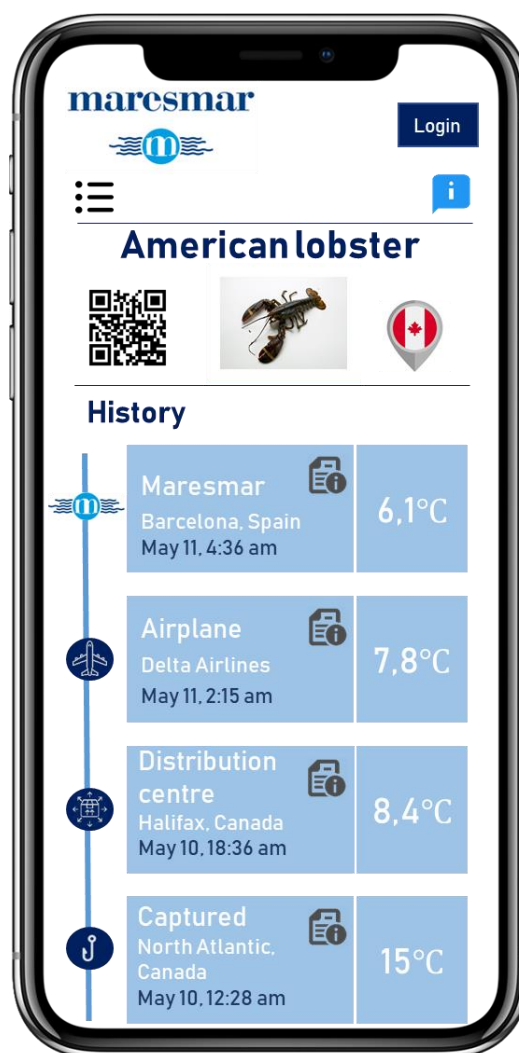 maresmar
m
Login
i
American lobster
History
Maresmar
Barcelona, Spain
May 11, 4:36 am
6,1°C
m
Airplane
Delta Airlines
May 11, 2:15 am
7,8°C
Distribution
centre
Halifax, Canada
May 10, 18:36 am
8,4°C
Captured
North Atlantic,
Canada
May 10, 12:28 am
15°C